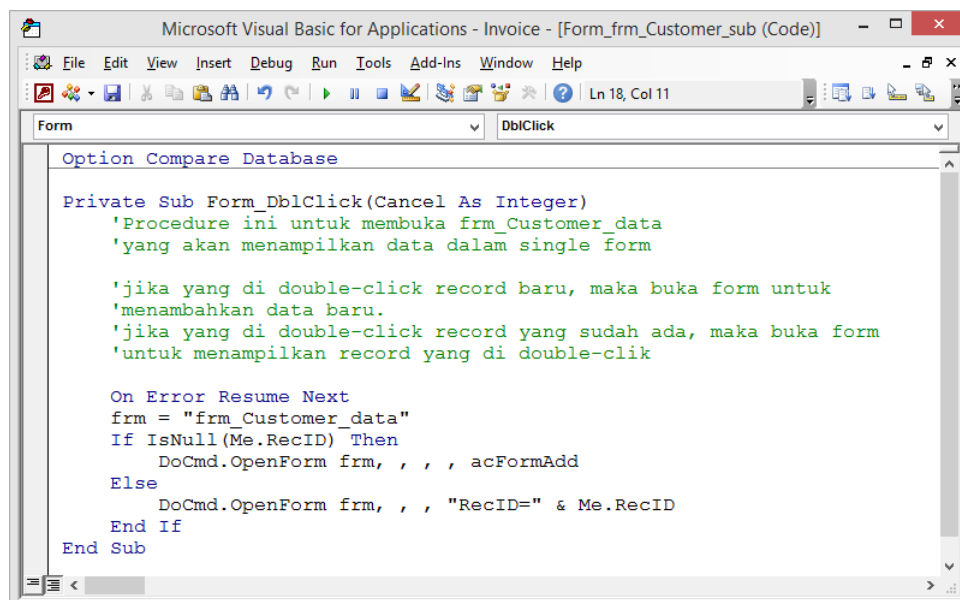 Microsoft Visual Basic for Applications - Invoice - [Form_frm_Customer_sub (Code)]
File Edit View Insert Debug Run Tools Add-Ins Window Help
Ln 18, Col 11
Form DblClick
Option Compare Database
Private Sub Form_DblClick(Cancel As Integer)
'Procedure ini untuk membuka frm_Customer_data
'yang akan menampilkan data dalam single form
'jika yang di double-click record baru, maka buka form untuk
'menambahkan data baru.
'jika yang di double-click record yang sudah ada, maka buka form
'untuk menampilkan record yang di double-clik
On Error Resume Next
frm = "frm_Customer_data"
If IsNull(Me.RecID) Then
DoCmd.OpenForm frm, , , , acFormAdd
Else
DoCmd.OpenForm frm, , , "RecID=" & Me.RecID
End If
End Sub